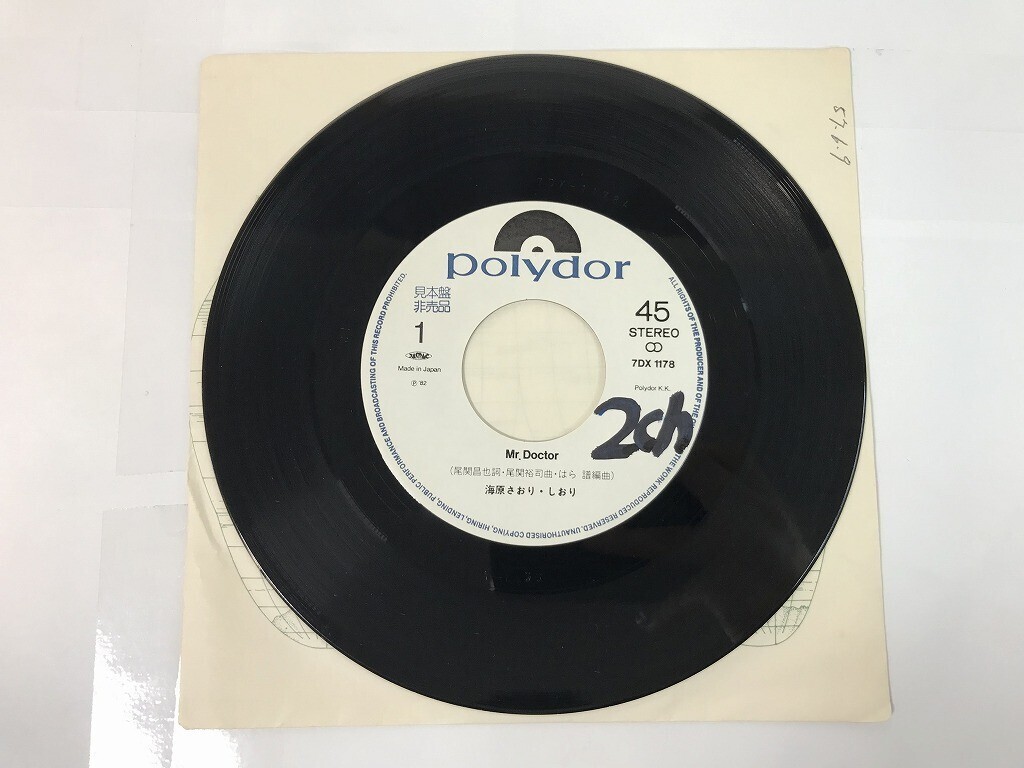 polydor
見本盤
非売品
1
Made in Japan
Ⓟ '82
45
STEREO
7DX 1178
Polydor K.K.
2ch
Mr. Doctor
(尾関昌也詞・尾関裕司曲・はら 譜編曲)
海原さおり・しおり
ALL RIGHTS OF THE PRODUCER AND OF THE OWNER OF THE WORK REPRODUCED RESERVED. UNAUTHORISED COPYING, HIRING, LENDING, PUBLIC PERFORMANCE AND BROADCASTING OF THIS RECORD PROHIBITED.